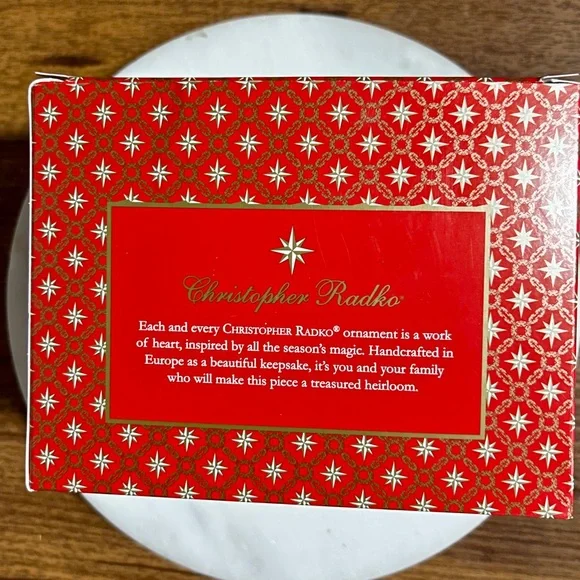 Christopher Radko®
Each and every CHRISTOPHER RADKO® ornament is a work
of heart, inspired by all the season's magic. Handcrafted in
Europe as a beautiful keepsake, it's you and your family
who will make this piece a treasured heirloom.